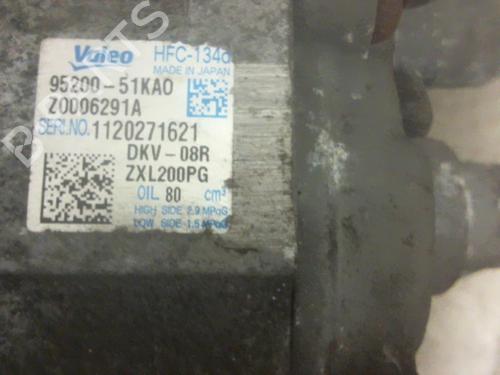 Valeo HFC-134a
MADE IN JAPAN
95200-51KA0
Z0006291A
SERI.NO. 1120271621
DKV-08R
ZXL200PG
OIL 80 cm³
HIGH SIDE 2.9 MPaG
LOW SIDE 1.5 MPaG